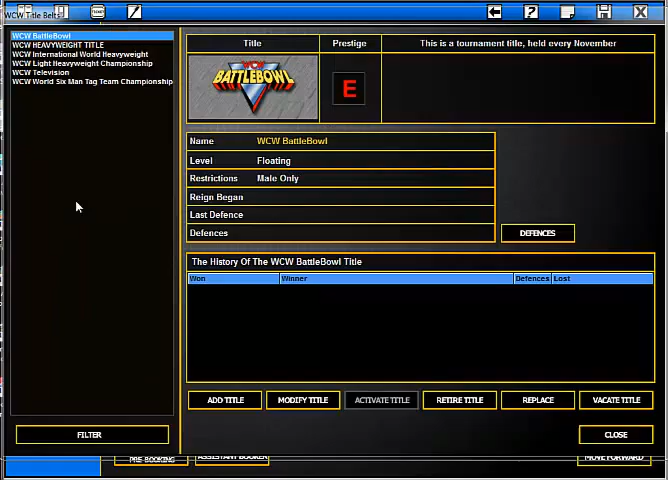 WCW Title Belts
WCW BattleBowl
WCW HEAVYWEIGHT TITLE
WCW International World Heavyweight
WCW Light Heavyweight Championship
WCW Television
WCW World Six Man Tag Team Championship
FILTER
Title
Prestige
This is a tournament title, held every November
BATTLEBOWL
E
Name WCW BattleBowl
Level Floating
Restrictions Male Only
Reign Began
Last Defence
Defences
DEFENCES
The History Of The WCW BattleBowl Title
Won Winner Defences Lost
ADD TITLE MODIFY TITLE ACTIVATE TITLE RETIRE TITLE REPLACE VACATE TITLE
CLOSE
PRE-BOOKING ASSISTANT BOOKER MOVE FORWARD